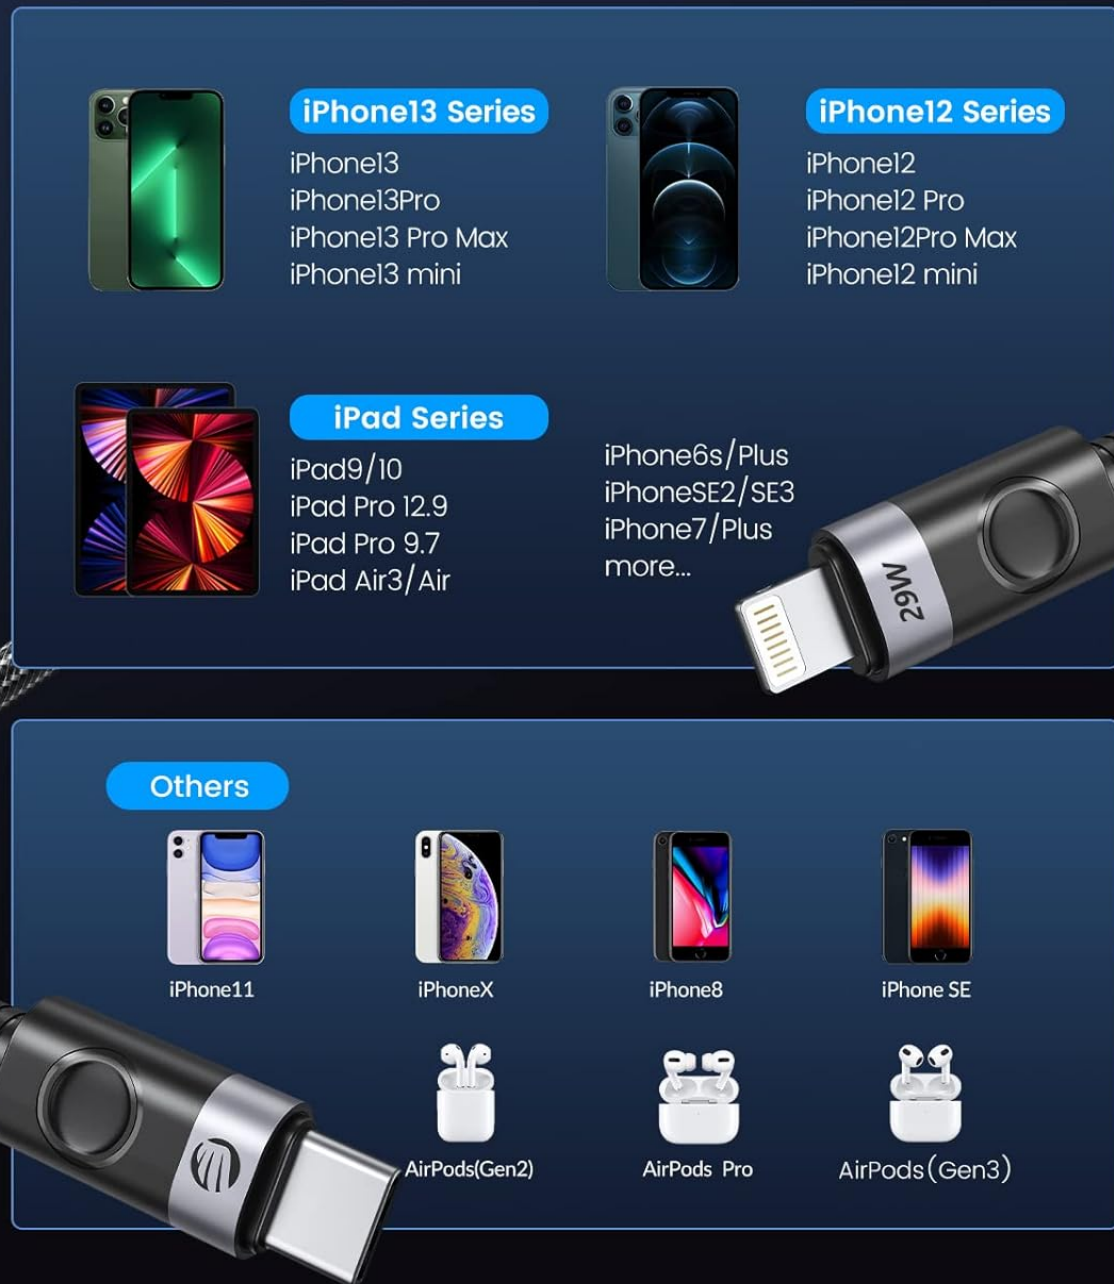 iPhone13 Series
iPhone13
iPhone13Pro
iPhone13 Pro Max
iPhone13 mini
iPhone12 Series
iPhone12
iPhone12 Pro
iPhone12Pro Max
iPhone12 mini
iPad Series
iPad9/10
iPad Pro 12.9
iPad Pro 9.7
iPad Air3/Air
iPhone6s/Plus
iPhoneSE2/SE3
iPhone7/Plus
more...
29W
Others
iPhone11
iPhoneX
iPhone8
iPhone SE
AirPods(Gen2)
AirPods Pro
AirPods(Gen3)